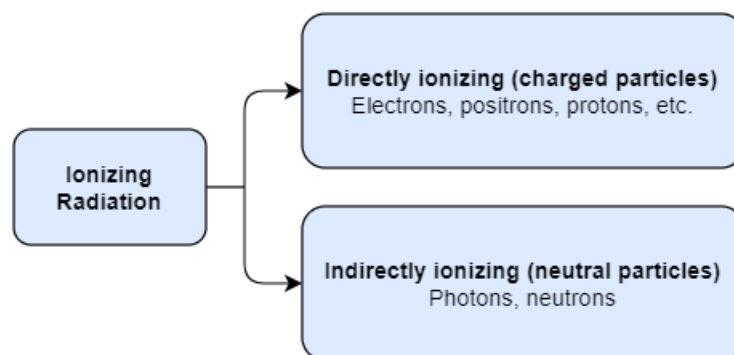 Ionizing
Radiation
Directly ionizing (charged particles)
Electrons, positrons, protons, etc.
Indirectly ionizing (neutral particles)
Photons, neutrons